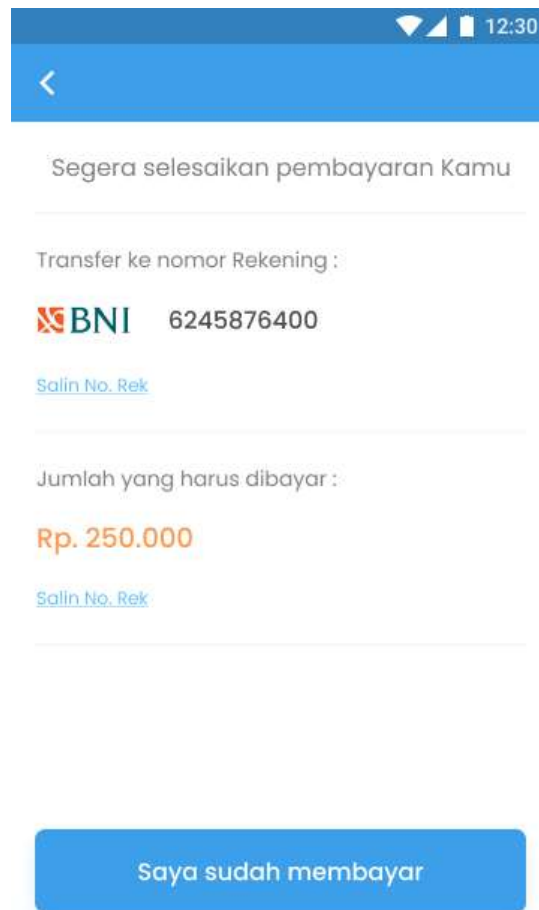 12:30
Segera selesaikan pembayaran Kamu
Transfer ke nomor Rekening :
BNI 6245876400
Salin No. Rek
Jumlah yang harus dibayar :
Rp. 250.000
Salin No. Rek
Saya sudah membayar